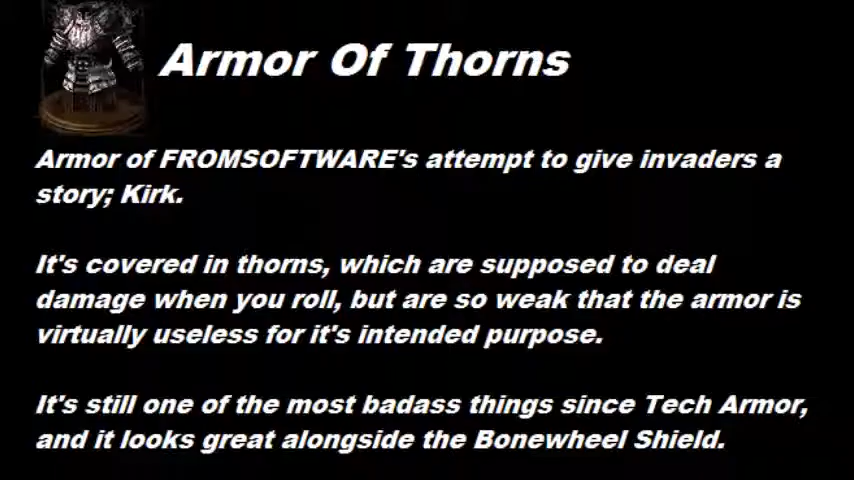 Armor Of Thorns
Armor of FROMSOFTWARE's attempt to give invaders a
story; Kirk.
It's covered in thorns, which are supposed to deal
damage when you roll, but are so weak that the armor is
virtually useless for it's intended purpose.
It's still one of the most badass things since Tech Armor,
and it looks great alongside the Bonewheel Shield.